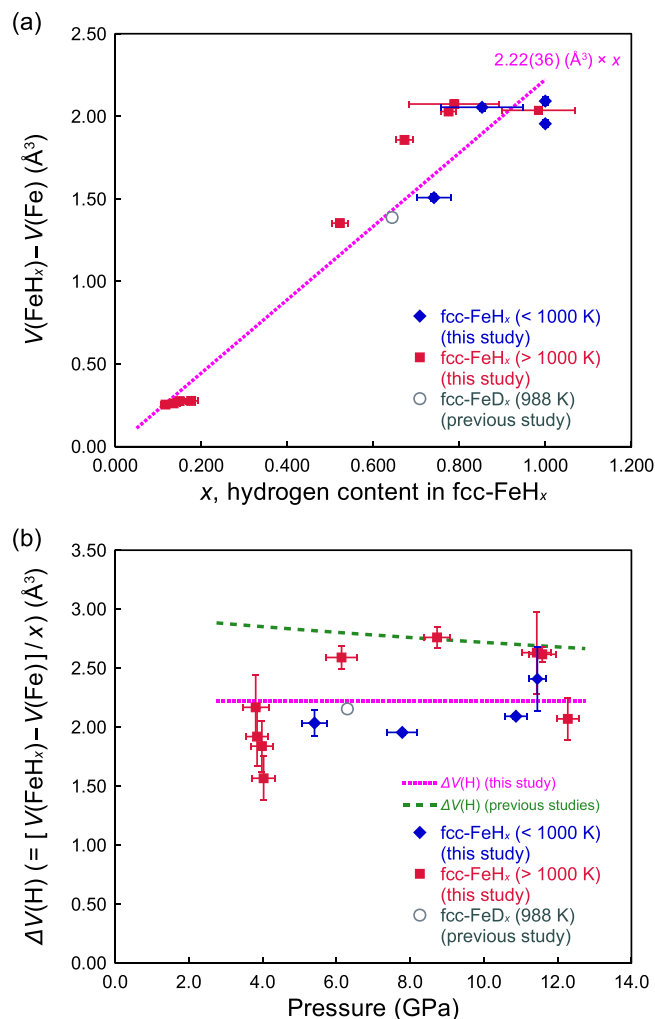 (a)
2.50
2.00
1.50
1.00
0.50
0.00
V(FeHₓ)− V(Fe) (Å³)
2.22(36) (Å³) × x
fcc-FeHₓ (< 1000 K)
(this study)
fcc-FeHₓ (> 1000 K)
(this study)
fcc-FeDₓ (988 K)
(previous study)
0.000 0.200 0.400 0.600 0.800 1.000 1.200
x, hydrogen content in fcc-FeHₓ
(b)
3.50
3.00
2.50
2.00
1.50
1.00
0.50
0.00
ΔV(H) (= [V(FeHₓ)− V(Fe)] / x) (Å³)
ΔV(H) (this study)
ΔV(H) (previous studies)
fcc-FeHₓ (< 1000 K)
(this study)
fcc-FeHₓ (> 1000 K)
(this study)
fcc-FeDₓ (988 K)
(previous study)
0.0 2.0 4.0 6.0 8.0 10.0 12.0 14.0
Pressure (GPa)